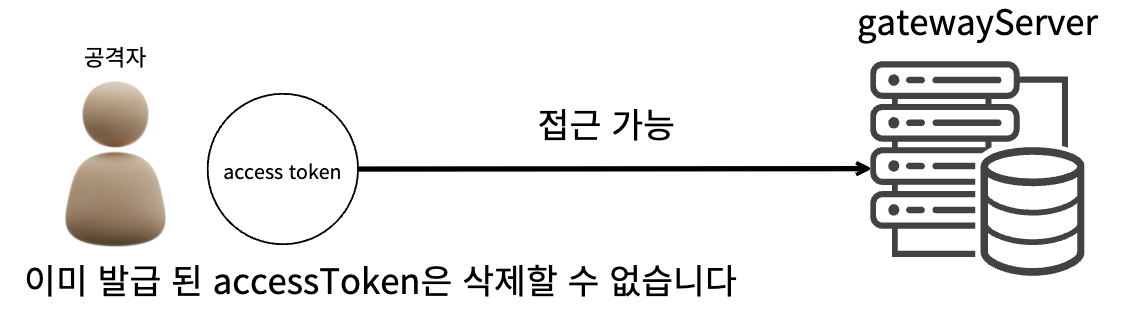 gatewayServer
공격자
접근 가능
access token
이미 발급 된 accessToken은 삭제할 수 없습니다